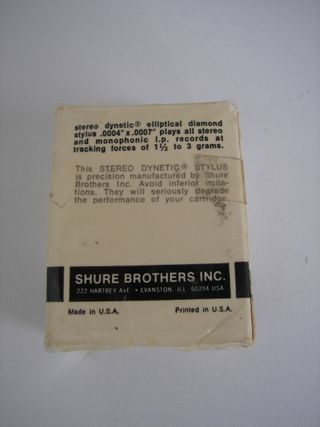 stereo dynetic® elliptical diamond
stylus .0004" x .0007" plays all stereo
and monophonic l.p. records at
tracking forces of 1½ to 3 grams.
This STEREO DYNETIC® STYLUS
is precision manufactured by Shure
Brothers Inc. Avoid inferior imita-
tions. They will seriously degrade
the performance of your cartridge.
SHURE BROTHERS INC.
222 HARTREY AVE • EVANSTON, ILL 60204 USA
Made in U.S.A. Printed in U.S.A.